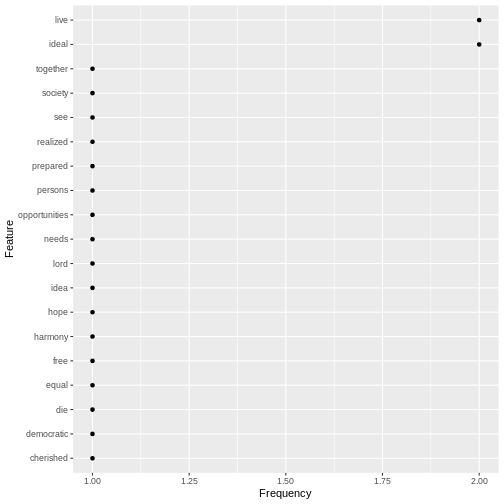 live
ideal
together
society
see
realized
prepared
persons
opportunities
needs
lord
idea
hope
harmony
free
equal
die
democratic
cherished
Feature
1.00 1.25 1.50 1.75 2.00
Frequency